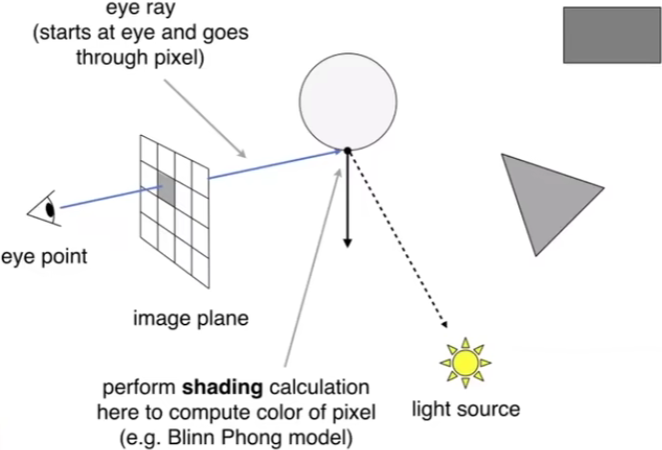 eye ray
(starts at eye and goes
through pixel)
eye point
image plane
perform shading calculation
here to compute color of pixel
(e.g. Blinn Phong model)
light source